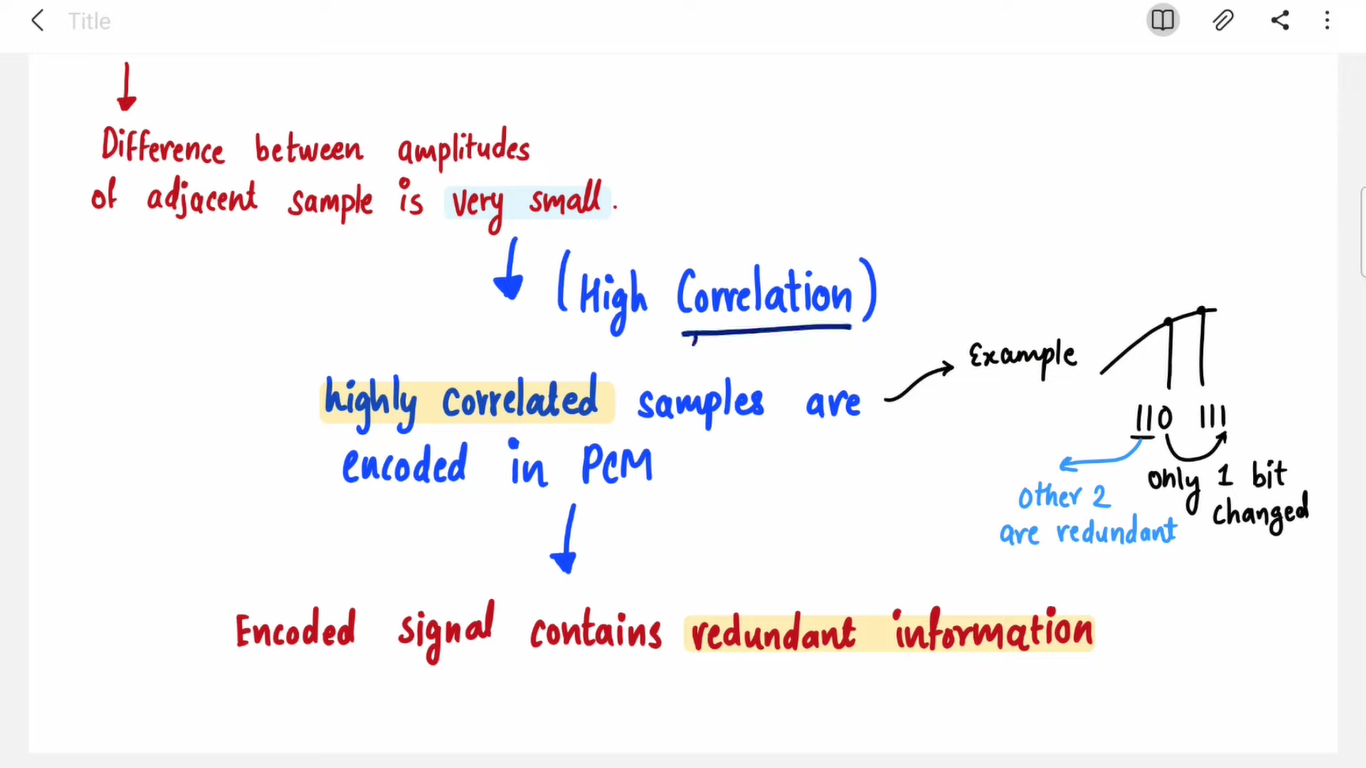 Title
Difference between amplitudes
of adjacent sample is very small.
(High Correlation)
Example
highly correlated samples are
encoded in PCM
110 111
only 1 bit
changed
other 2
are redundant
Encoded signal contains redundant information